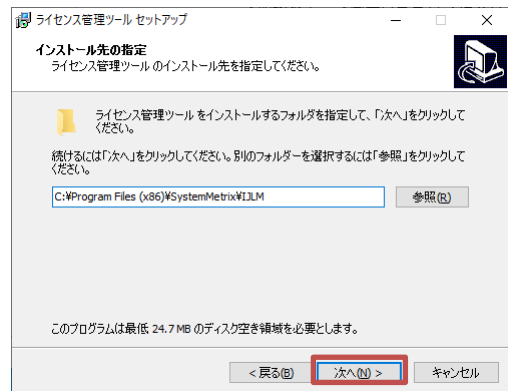 ライセンス管理ツール セットアップ
インストール先の指定
ライセンス管理ツール のインストール先を指定してください。
ライセンス管理ツール をインストールするフォルダを指定して、「次へ」をクリックして
ください。
続けるには「次へ」をクリックしてください。別のフォルダーを選択するには「参照」をクリックして
ください。
C:¥Program Files (x86)¥SystemMetrix¥IJLM
参照(R)
このプログラムは最低 24.7 MB のディスク空き領域を必要とします。
< 戻る(B)
次へ(N) >
キャンセル